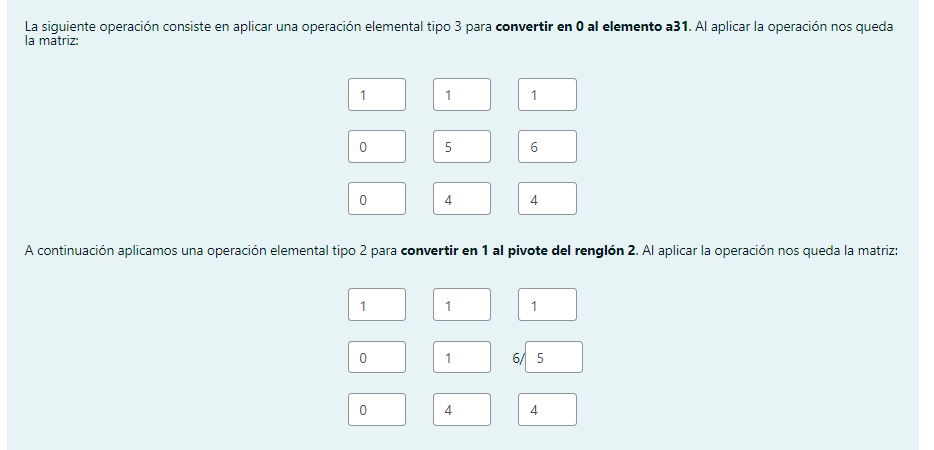 La siguiente operación consiste en aplicar una operación elemental tipo 3 para convertir en 0 al elemento a31. Al aplicar la operación nos queda
la matriz:
1 1 1
0 5 6
0 4 4
A continuación aplicamos una operación elemental tipo 2 para convertir en 1 al pivote del renglón 2. Al aplicar la operación nos queda la matriz:
1 1 1
0 1 6/ 5
0 4 4